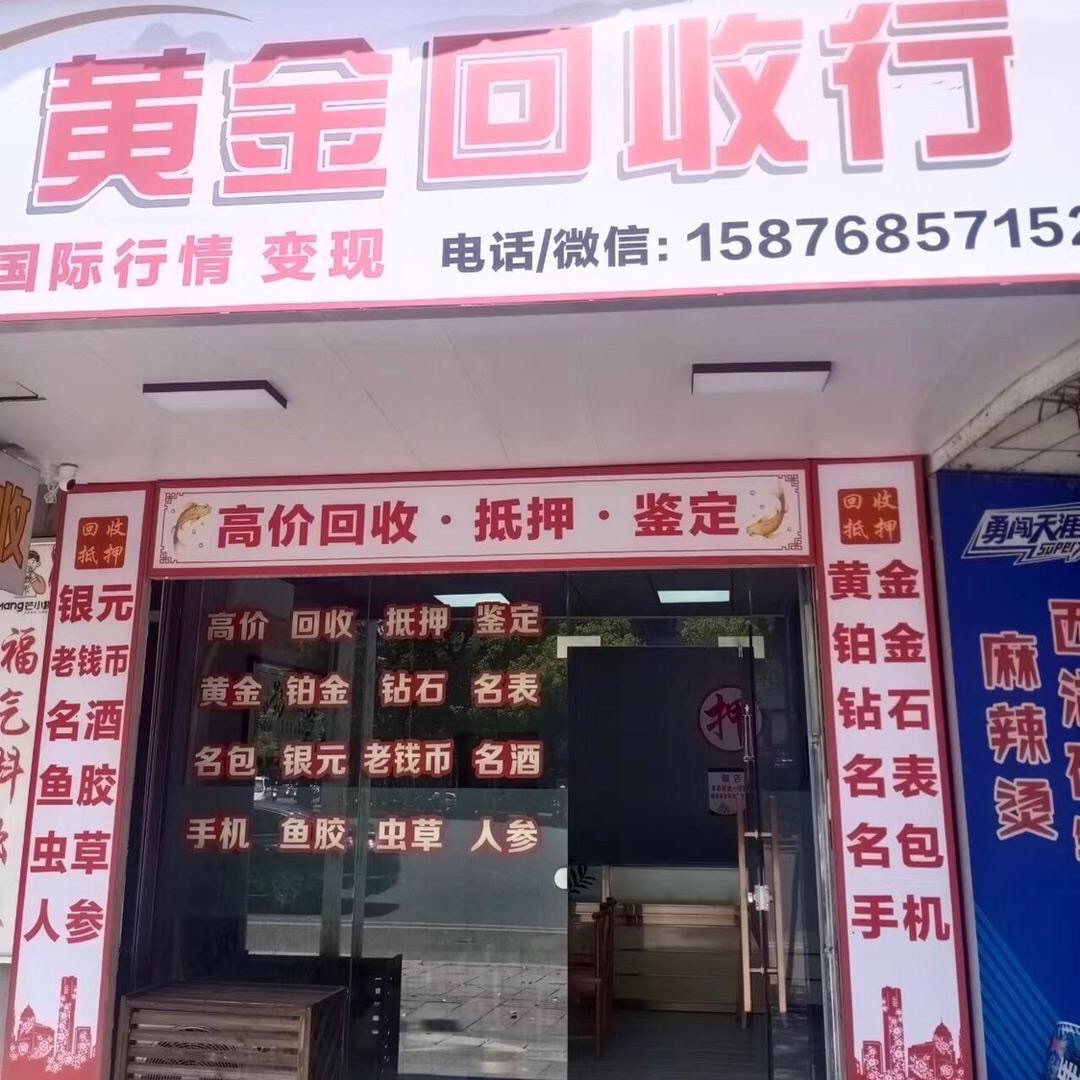 黄金回收行
国际行情 变现
电话/微信:1587685715
高价回收·抵押·鉴定
回收
抵押
银元
老钱币
名酒
鱼胶
虫草
人参
高价 回收 抵押 鉴定
黄金 铂金 钻石 名表
名包 银元 老钱币 名酒
手机 鱼胶 虫草 人参
押
回收
抵押
黄金
铂金
钻石
名表
名包
手机
收
福气
勇闯天涯
super
麻辣烫